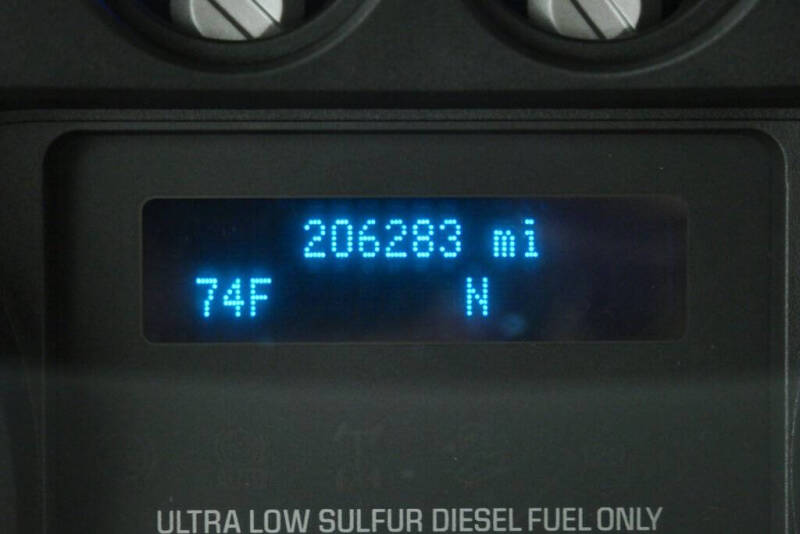 206283 mi
74F N
ULTRA LOW SULFUR DIESEL FUEL ONLY